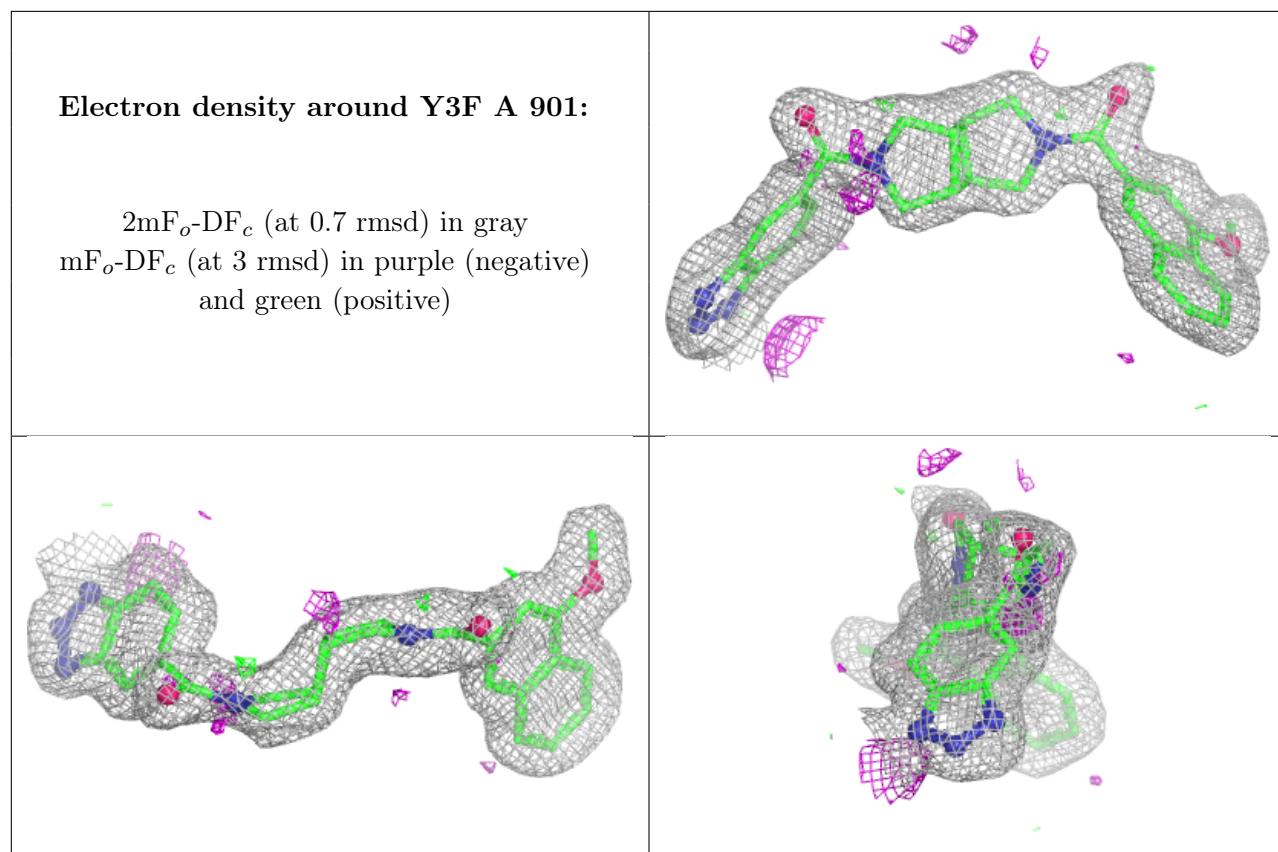 Electron density around Y3F A 901:
2mFo-DFc (at 0.7 rmsd) in gray
mFo-DFc (at 3 rmsd) in purple (negative)
and green (positive)